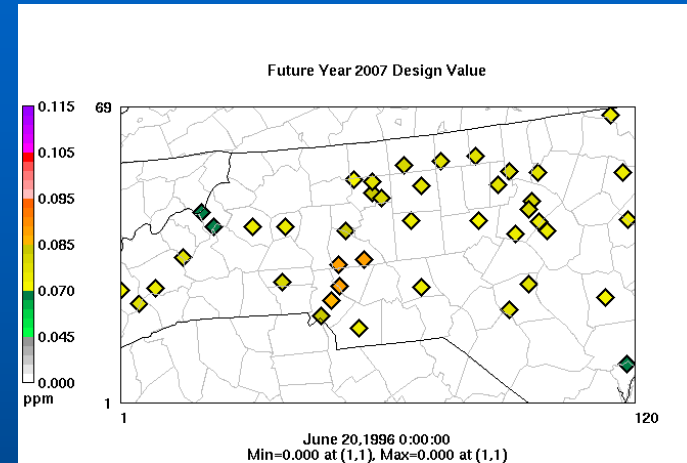 Future Year 2007 Design Value
69
0.115
0.105
0.095
0.085
0.070
0.045
0.000
ppm
1
1
120
June 20,1996 0:00:00
Min=0.000 at (1,1), Max=0.000 at (1,1)